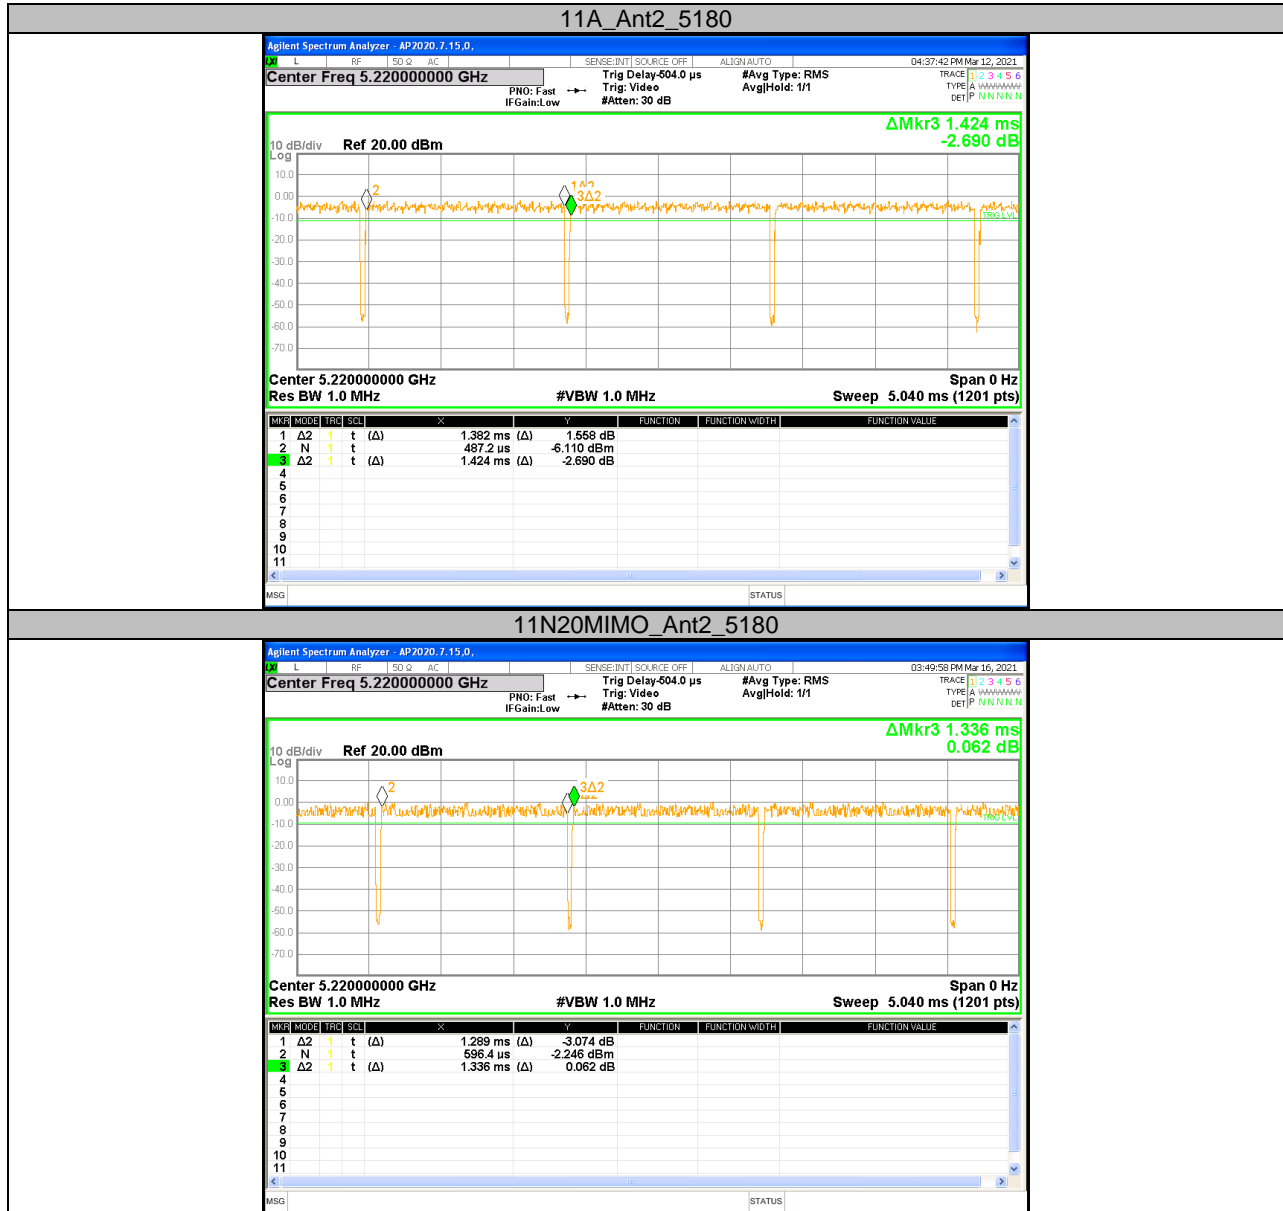 11A_Ant2_5180
Agilent Spectrum Analyzer - AP2020.7.15,0,
LXI L RF 50 Ω AC SENSE:INT SOURCE OFF ALIGN AUTO 04:37:42 PM Mar 12, 2021
Center Freq 5.220000000 GHz Trig Delay-504.0 µs #Avg Type: RMS TRACE 1 2 3 4 5 6
PNO: Fast Trig: Video Avg|Hold: 1/1 TYPE A
IFGain:Low #Atten: 30 dB DET P N N N N N
ΔMkr3 1.424 ms
-2.690 dB
10 dB/div Ref 20.00 dBm
Log
10.0
2 3Δ2
0.00
-10.0 TRIG LVL
-20.0
-30.0
-40.0
-50.0
-60.0
-70.0
Center 5.220000000 GHz Span 0 Hz
Res BW 1.0 MHz #VBW 1.0 MHz Sweep 5.040 ms (1201 pts)
MKR MODE TRC SCL X Y FUNCTION FUNCTION WIDTH FUNCTION VALUE
1 Δ2 1 t (Δ) 1.382 ms (Δ) 1.558 dB
2 N 1 t 487.2 µs -6.110 dBm
3 Δ2 1 t (Δ) 1.424 ms (Δ) -2.690 dB
4
5
6
7
8
9
10
11
MSG STATUS
11N20MIMO_Ant2_5180
Agilent Spectrum Analyzer - AP2020.7.15,0,
LXI L RF 50 Ω AC SENSE:INT SOURCE OFF ALIGN AUTO 03:49:58 PM Mar 16, 2021
Center Freq 5.220000000 GHz Trig Delay-504.0 µs #Avg Type: RMS TRACE 1 2 3 4 5 6
PNO: Fast Trig: Video Avg|Hold: 1/1 TYPE A
IFGain:Low #Atten: 30 dB DET P N N N N N
ΔMkr3 1.336 ms
0.062 dB
10 dB/div Ref 20.00 dBm
Log
10.0
2 3Δ2
0.00
-10.0 TRIG LVL
-20.0
-30.0
-40.0
-50.0
-60.0
-70.0
Center 5.220000000 GHz Span 0 Hz
Res BW 1.0 MHz #VBW 1.0 MHz Sweep 5.040 ms (1201 pts)
MKR MODE TRC SCL X Y FUNCTION FUNCTION WIDTH FUNCTION VALUE
1 Δ2 1 t (Δ) 1.289 ms (Δ) -3.074 dB
2 N 1 t 596.4 µs -2.246 dBm
3 Δ2 1 t (Δ) 1.336 ms (Δ) 0.062 dB
4
5
6
7
8
9
10
11
MSG STATUS